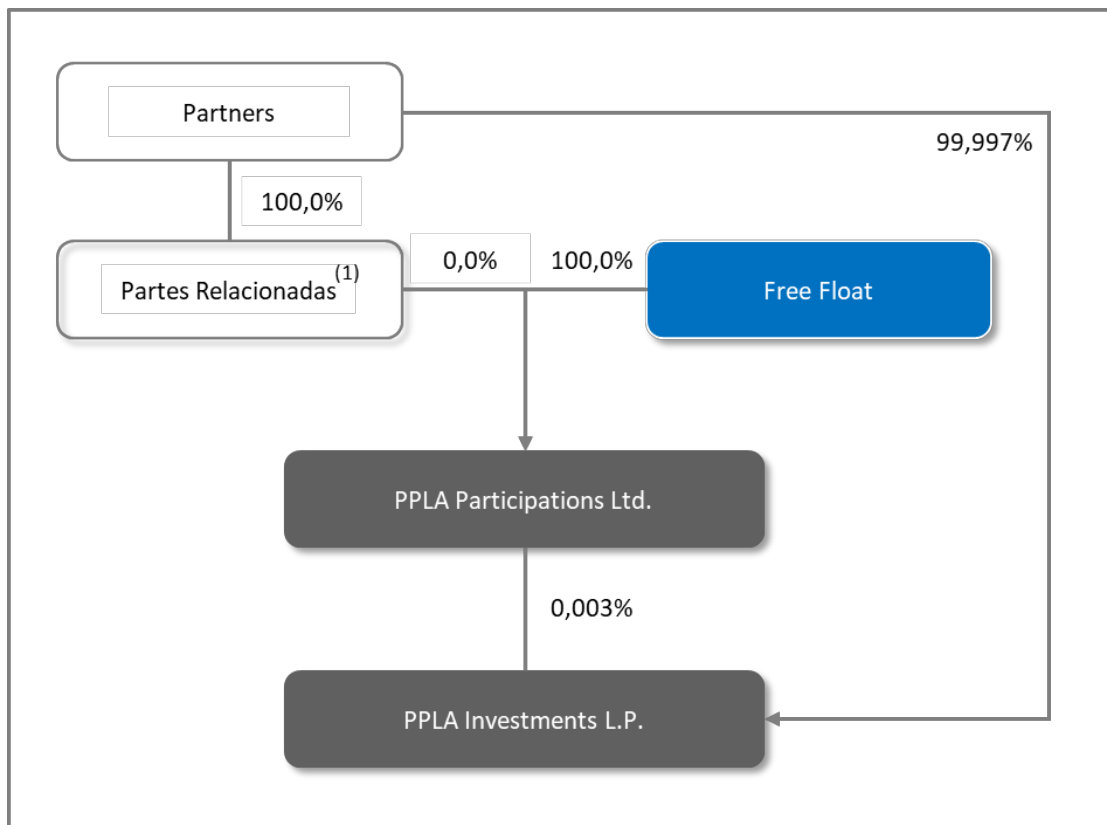 Partners
99,997%
100,0%
Partes Relacionadas(1)
0,0%
100,0%
Free Float
PPLA Participations Ltd.
0,003%
PPLA Investments L.P.